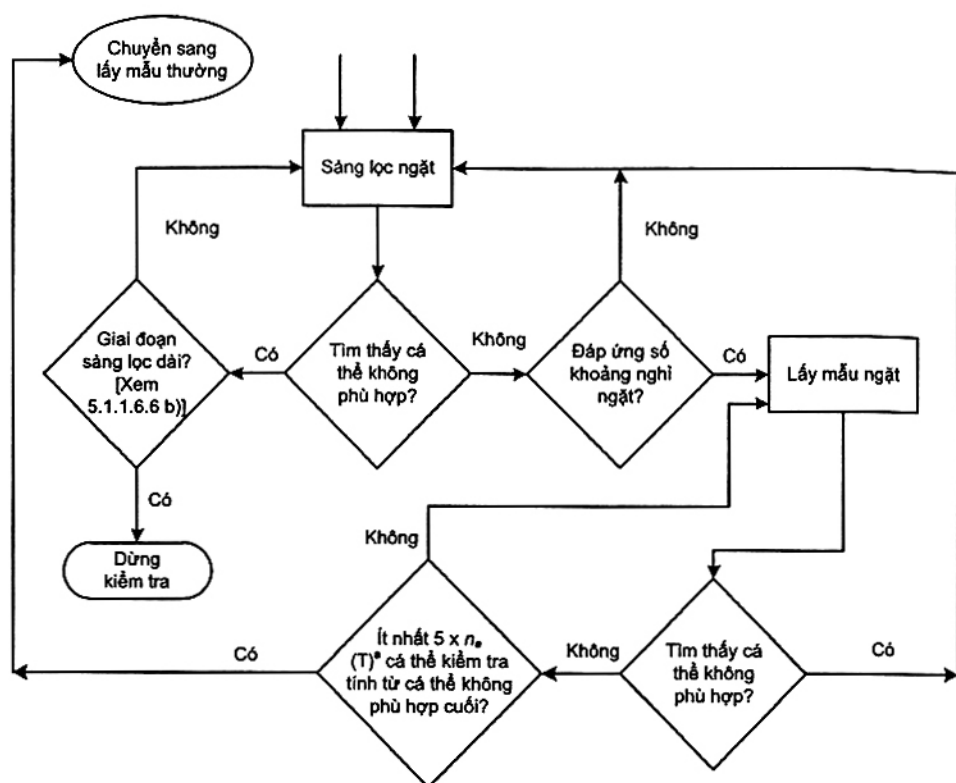 Chuyển sang
lấy mẫu thường
Sàng lọc ngặt
Không
Không
Giai đoạn
sàng lọc dài?
[Xem
5.1.1.6.6 b)]
Có
Tìm thấy cá
thể không
phù hợp?
Không
Đáp ứng số
khoảng nghỉ
ngặt?
Có
Lấy mẫu ngặt
Có
Dừng
kiểm tra
Không
Có
Ít nhất 5 x nₑ
(T)ᵃ cá thể kiểm tra
tính từ cá thể không
phù hợp cuối?
Không
Tìm thấy cá
thể không
phù hợp?
Có